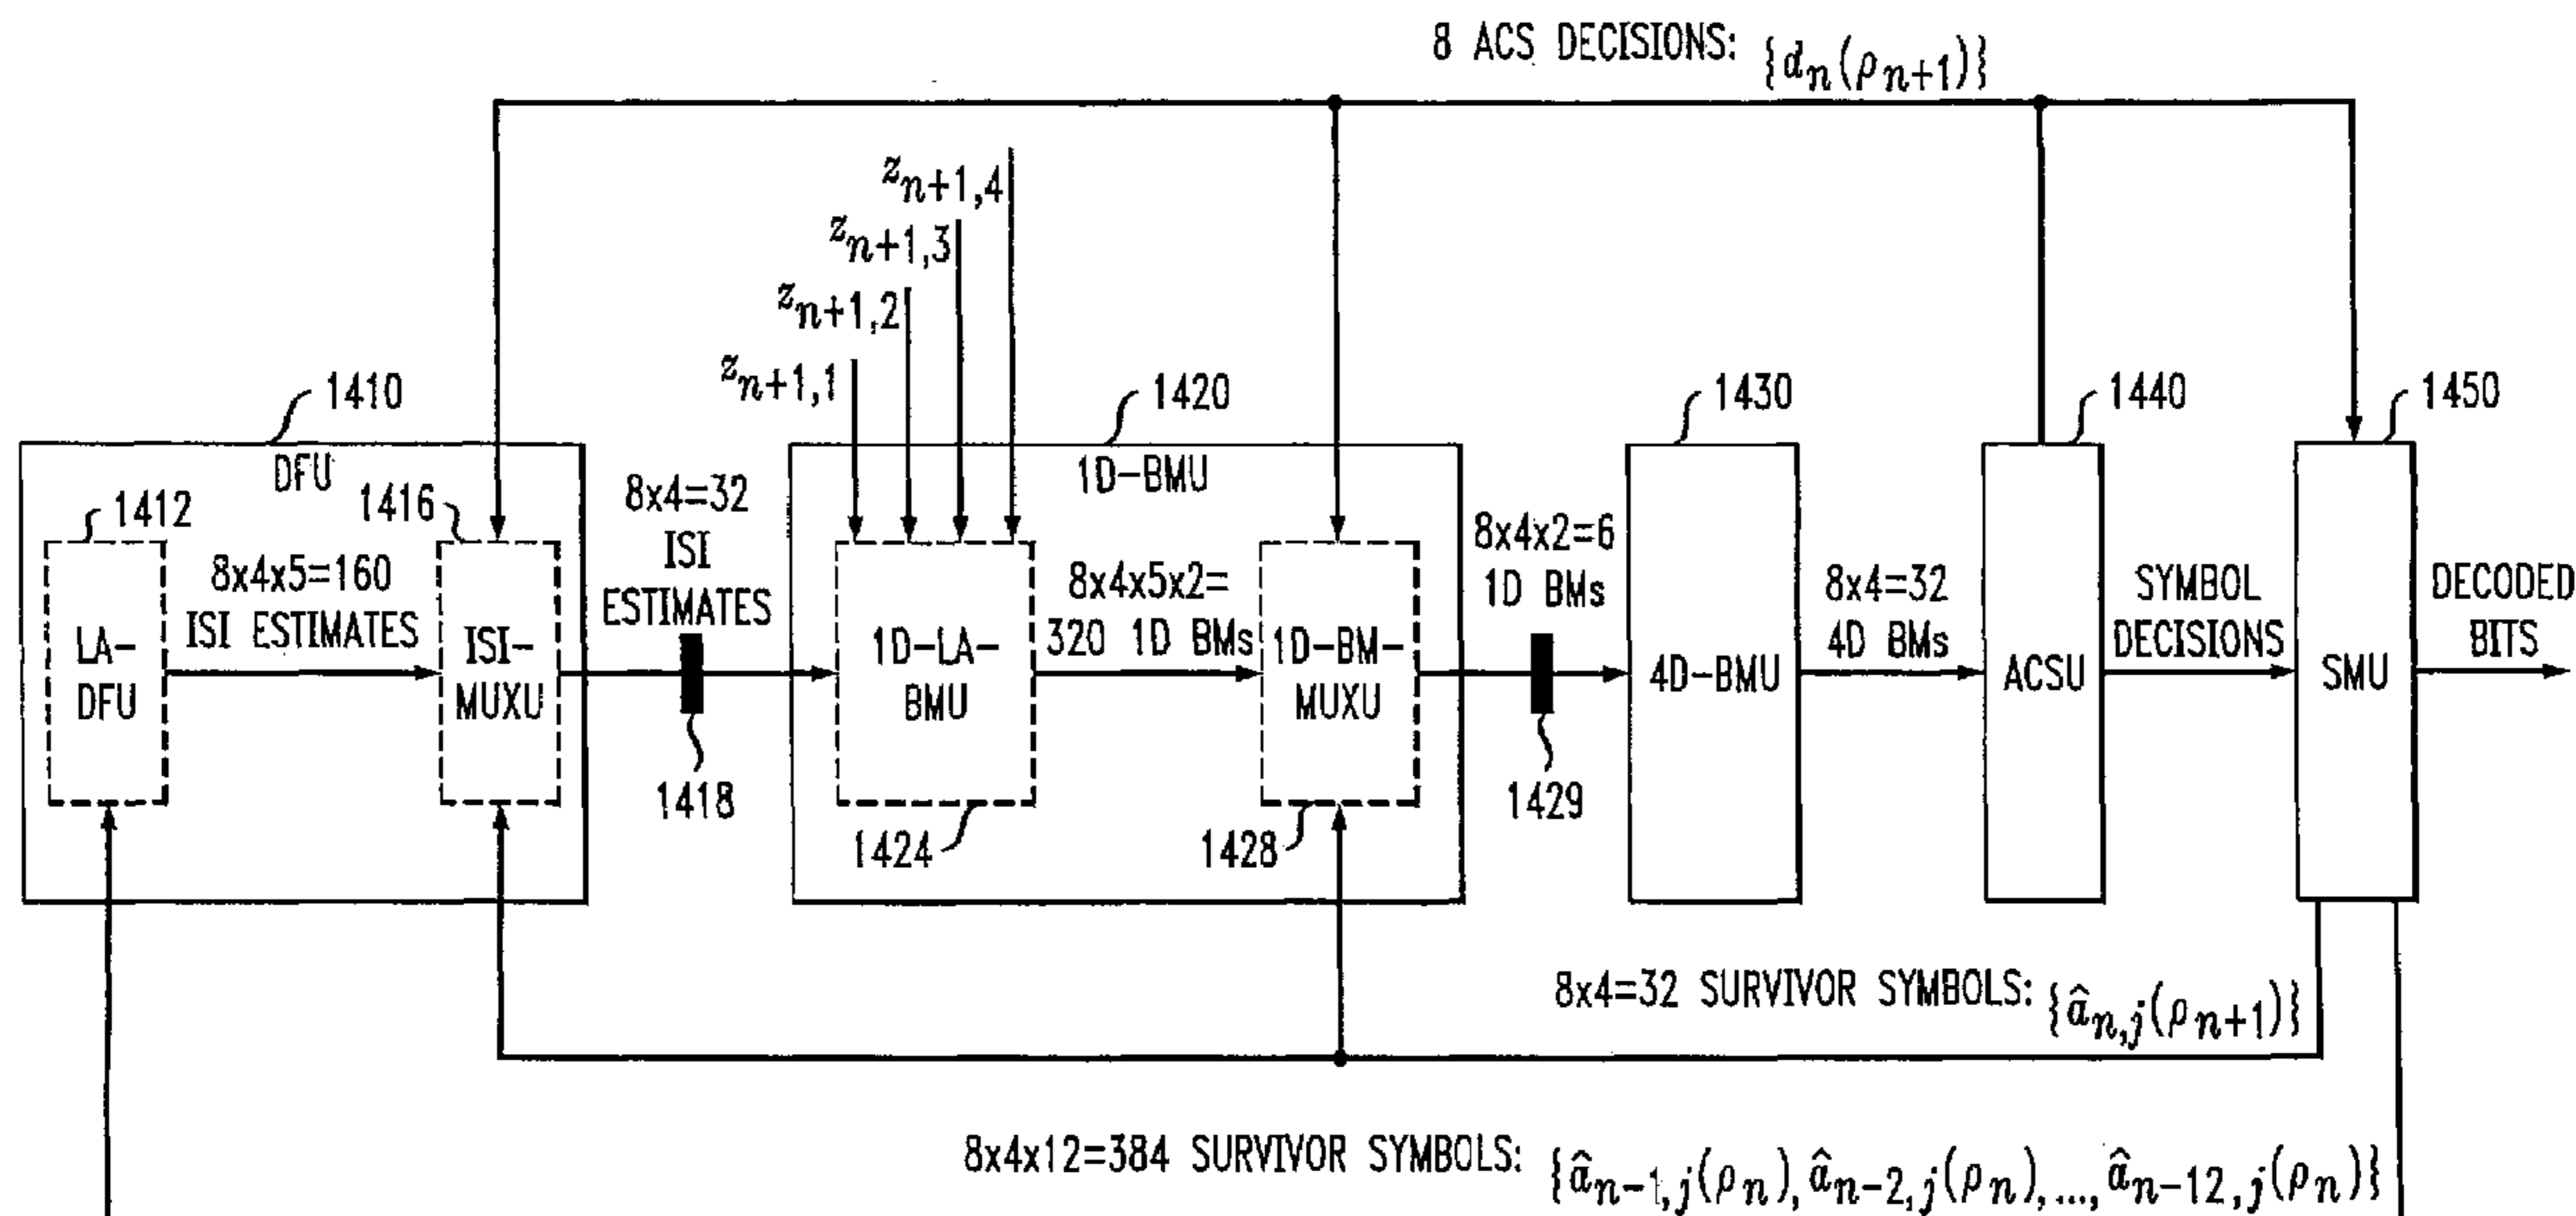 8 ACS DECISIONS: {d_n(ρ_{n+1})}
z_{n+1,4}
z_{n+1,3}
z_{n+1,2}
z_{n+1,1}
1410
1420
1430
1440
1450
DFU
1D-BMU
1412
1416
8x4=32
ISI
ESTIMATES
8x4x5=160
ISI ESTIMATES
8x4x5x2=
320 1D BMs
8x4x2=6
1D BMs
8x4=32
4D BMs
SYMBOL
DECISIONS
DECODED
BITS
LA-
DFU
ISI-
MUXU
1D-LA-
BMU
1D-BM-
MUXU
4D-BMU
ACSU
SMU
1418
1424
1428
1429
8x4=32 SURVIVOR SYMBOLS: {â_{n,j}(ρ_{n+1})}
8x4x12=384 SURVIVOR SYMBOLS: {â_{n-1,j}(ρ_n), â_{n-2,j}(ρ_n), ..., â_{n-12,j}(ρ_n)}